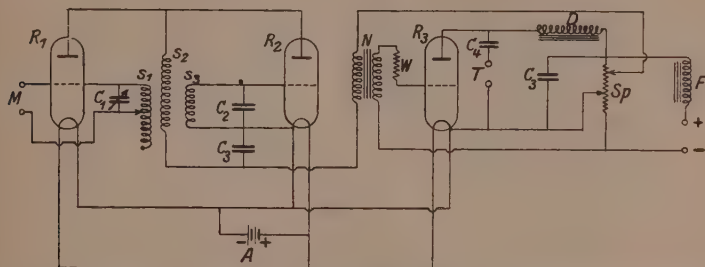 R1
S1
S2
S3
R2
N
W
R3
C4
D
T
C3
Sp
F
M
C1
C2
C3
+
-
- +
A